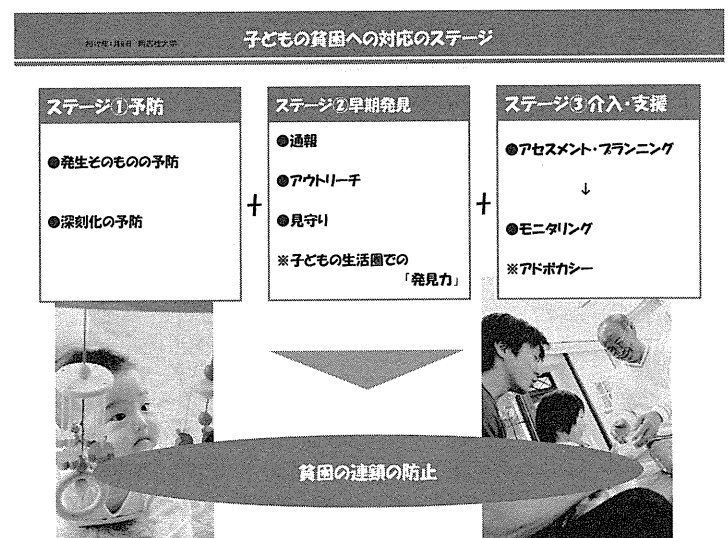 子どもの貧困への対応のステージ
ステージ①予防
●発生そのものの予防
●深刻化の予防
+
ステージ②早期発見
●通報
●アウトリーチ
●見守り
※子どもの生活圏での
「発見力」
+
ステージ③介入・支援
●アセスメント・プランニング
↓
●モニタリング
※アドボカシー
貧困の連鎖の防止